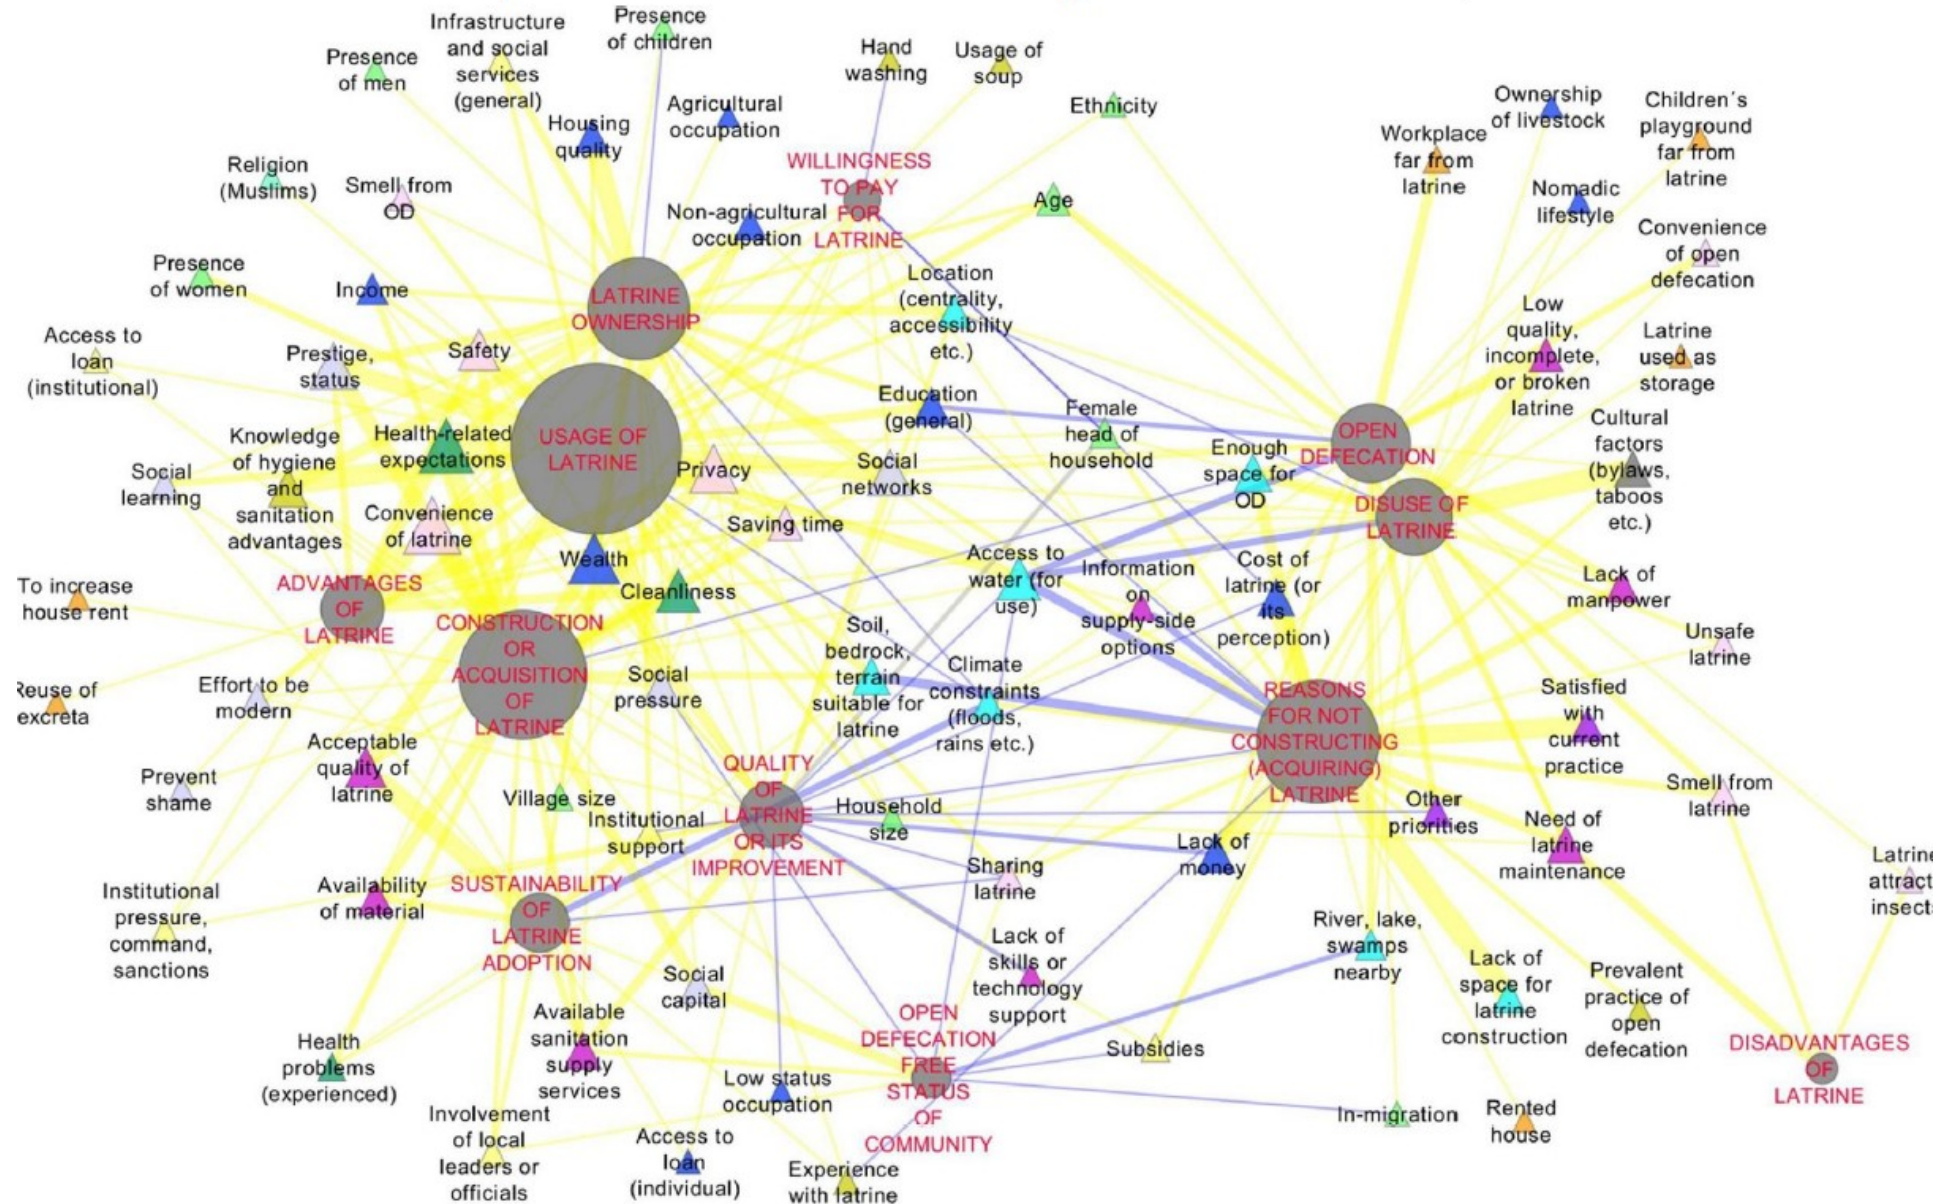 Presence
of men
Infrastructure
and social
services
(general)
Presence
of children
Housing
quality
Agricultural
occupation
Hand
washing
Usage of
soup
Ethnicity
Workplace
far from
latrine
Ownership
of livestock
Children´s
playground
far from
latrine
Religion
(Muslims)
Smell from
OD
Non-agricultural
occupation
WILLINGNESS
TO PAY
FOR
LATRINE
Age
Nomadic
lifestyle
Convenience
of open
defecation
Presence
of women
Income
LATRINE
OWNERSHIP
Location
(centrality,
accessibility
etc.)
Low
quality,
incomplete,
or broken
latrine
Latrine
used as
storage
Access to
loan
(institutional)
Prestige,
status
Safety
Education
(general)
Female
head of
household
Enough
space for
OD
OPEN
DEFECATION
Cultural
factors
(bylaws,
taboos
etc.)
Social
learning
Knowledge
of hygiene
and
sanitation
advantages
Health-related
expectations
USAGE OF
LATRINE
Privacy
Social
networks
DISUSE OF
LATRINE
Convenience
of latrine
Saving time
Wealth
Cleanliness
Access to
water (for
use)
Information
on
supply-side
options
Cost of
latrine (or
its
perception)
Lack of
manpower
To increase
house rent
ADVANTAGES
OF
LATRINE
CONSTRUCTION
OR
ACQUISITION
OF
LATRINE
Soil,
bedrock,
terrain
suitable for
latrine
Climate
constraints
(floods,
rains etc.)
Unsafe
latrine
Reuse of
excreta
Effort to be
modern
Social
pressure
REASONS
FOR NOT
CONSTRUCTING
(ACQUIRING)
LATRINE
Satisfied
with
current
practice
Prevent
shame
Acceptable
quality of
latrine
Village size
Institutional
support
QUALITY
OF
LATRINE
OR ITS
IMPROVEMENT
Household
size
Sharing
latrine
Lack of
money
Other
priorities
Need of
latrine
maintenance
Smell from
latrine
Latrine
attract
insect
Institutional
pressure,
command,
sanctions
Availability
of material
SUSTAINABILITY
OF
LATRINE
ADOPTION
Social
capital
Lack of
skills or
technology
support
River, lake,
swamps
nearby
Lack of
space for
latrine
construction
Prevalent
practice of
open
defecation
Health
problems
(experienced)
Available
sanitation
supply
services
OPEN
DEFECATION
FREE
STATUS
OF
COMMUNITY
Subsidies
DISADVANTAGES
OF
LATRINE
Involvement
of local
leaders or
officials
Access to
loan
(individual)
Low status
occupation
Experience
with latrine
In-migration
Rented
house